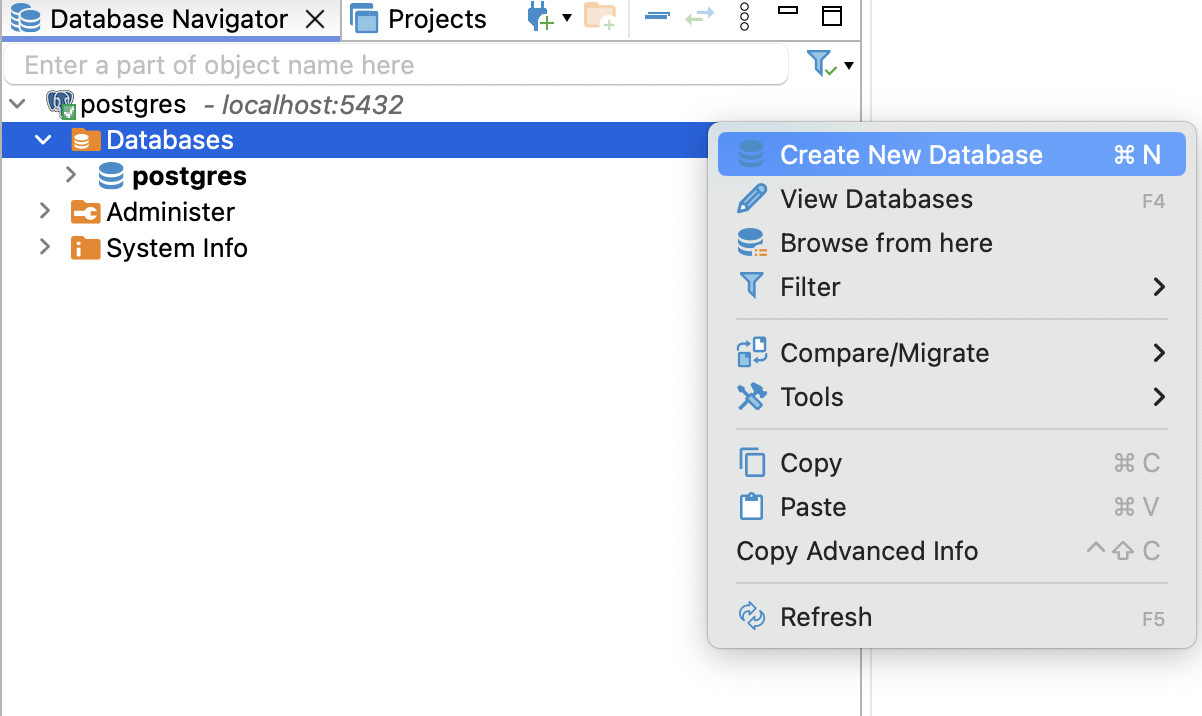 Database Navigator Projects
Enter a part of object name here
postgres - localhost:5432
Databases
postgres
Administer
System Info
Create New Database ⌘ N
View Databases F4
Browse from here
Filter
Compare/Migrate
Tools
Copy ⌘ C
Paste ⌘ V
Copy Advanced Info ^ ⇧ C
Refresh F5